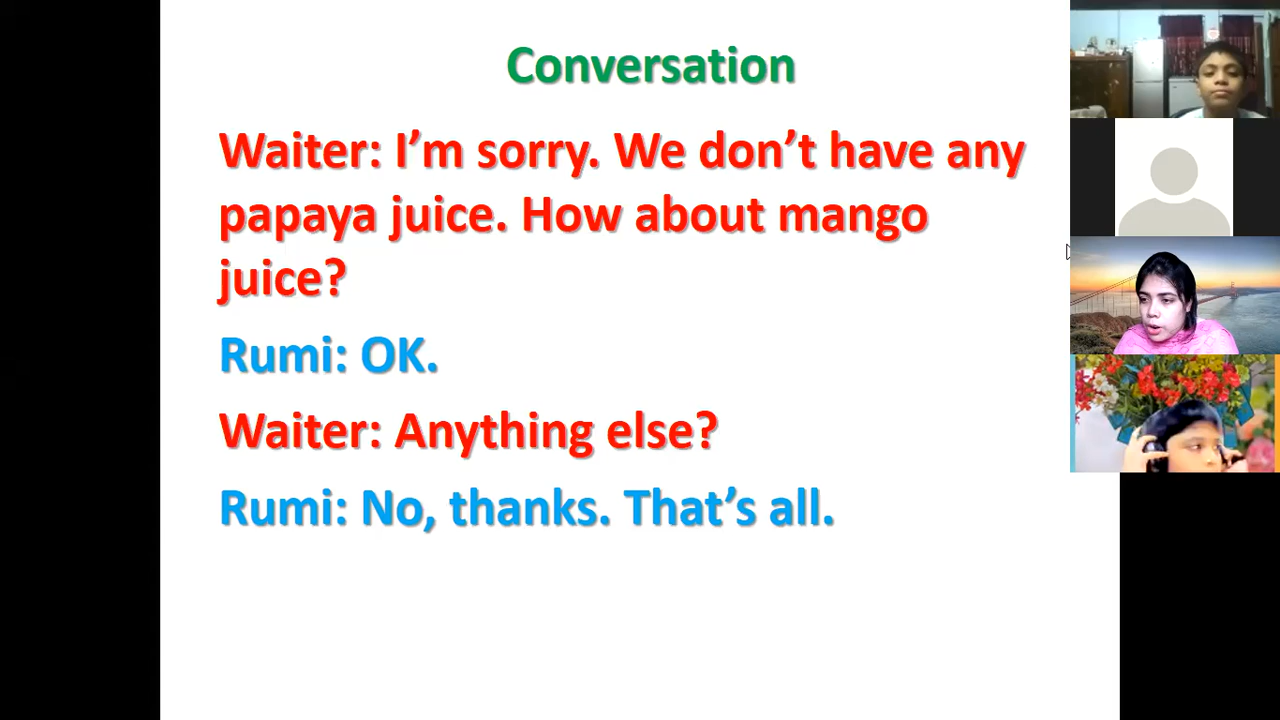 Conversation
Waiter: I’m sorry. We don’t have any
papaya juice. How about mango
juice?
Rumi: OK.
Waiter: Anything else?
Rumi: No, thanks. That’s all.